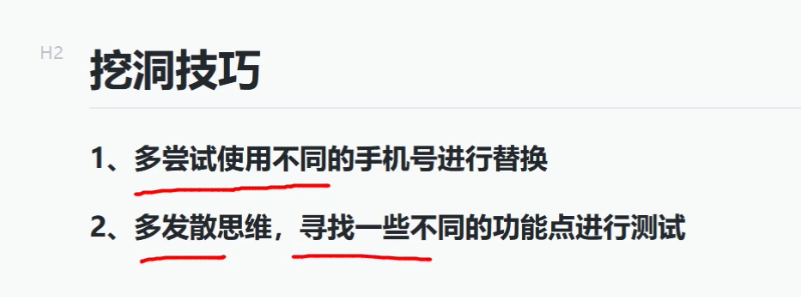 H2
挖洞技巧
1、多尝试使用不同的手机号进行替换
2、多发散思维，寻找一些不同的功能点进行测试